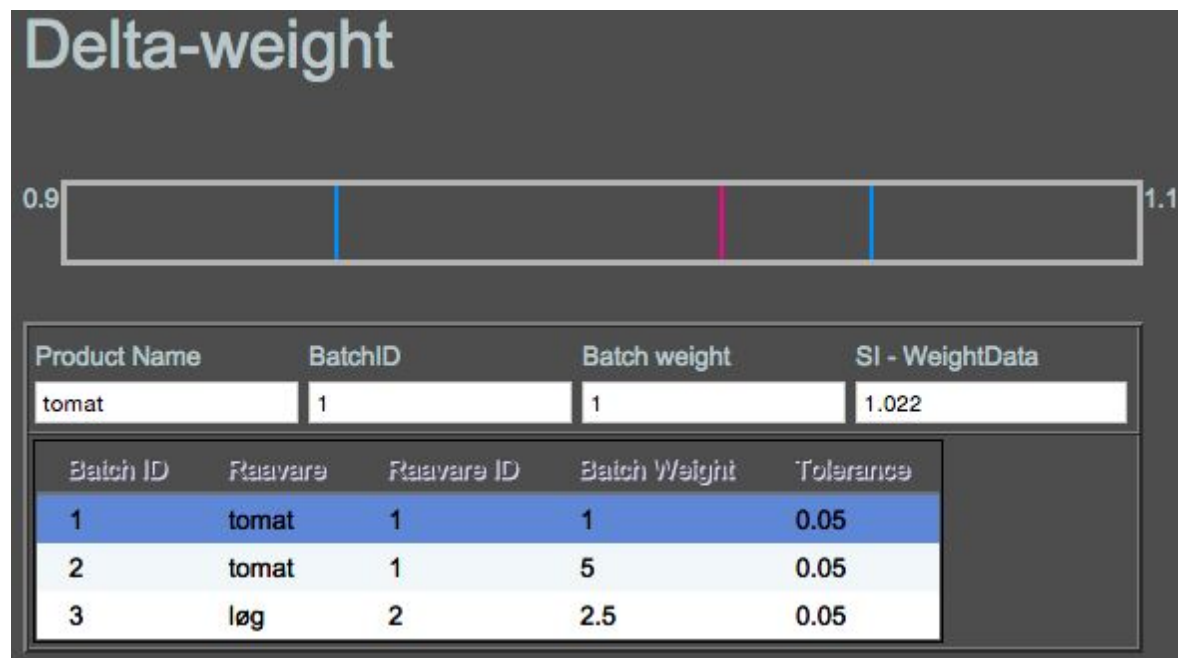 Delta-weight
0.9 1.1
Product Name BatchID Batch weight SI - WeightData
tomat 1 1 1.022
Batch ID Raavare Raavare ID Batch Weight Tolerance
1 tomat 1 1 0.05
2 tomat 1 5 0.05
3 løg 2 2.5 0.05